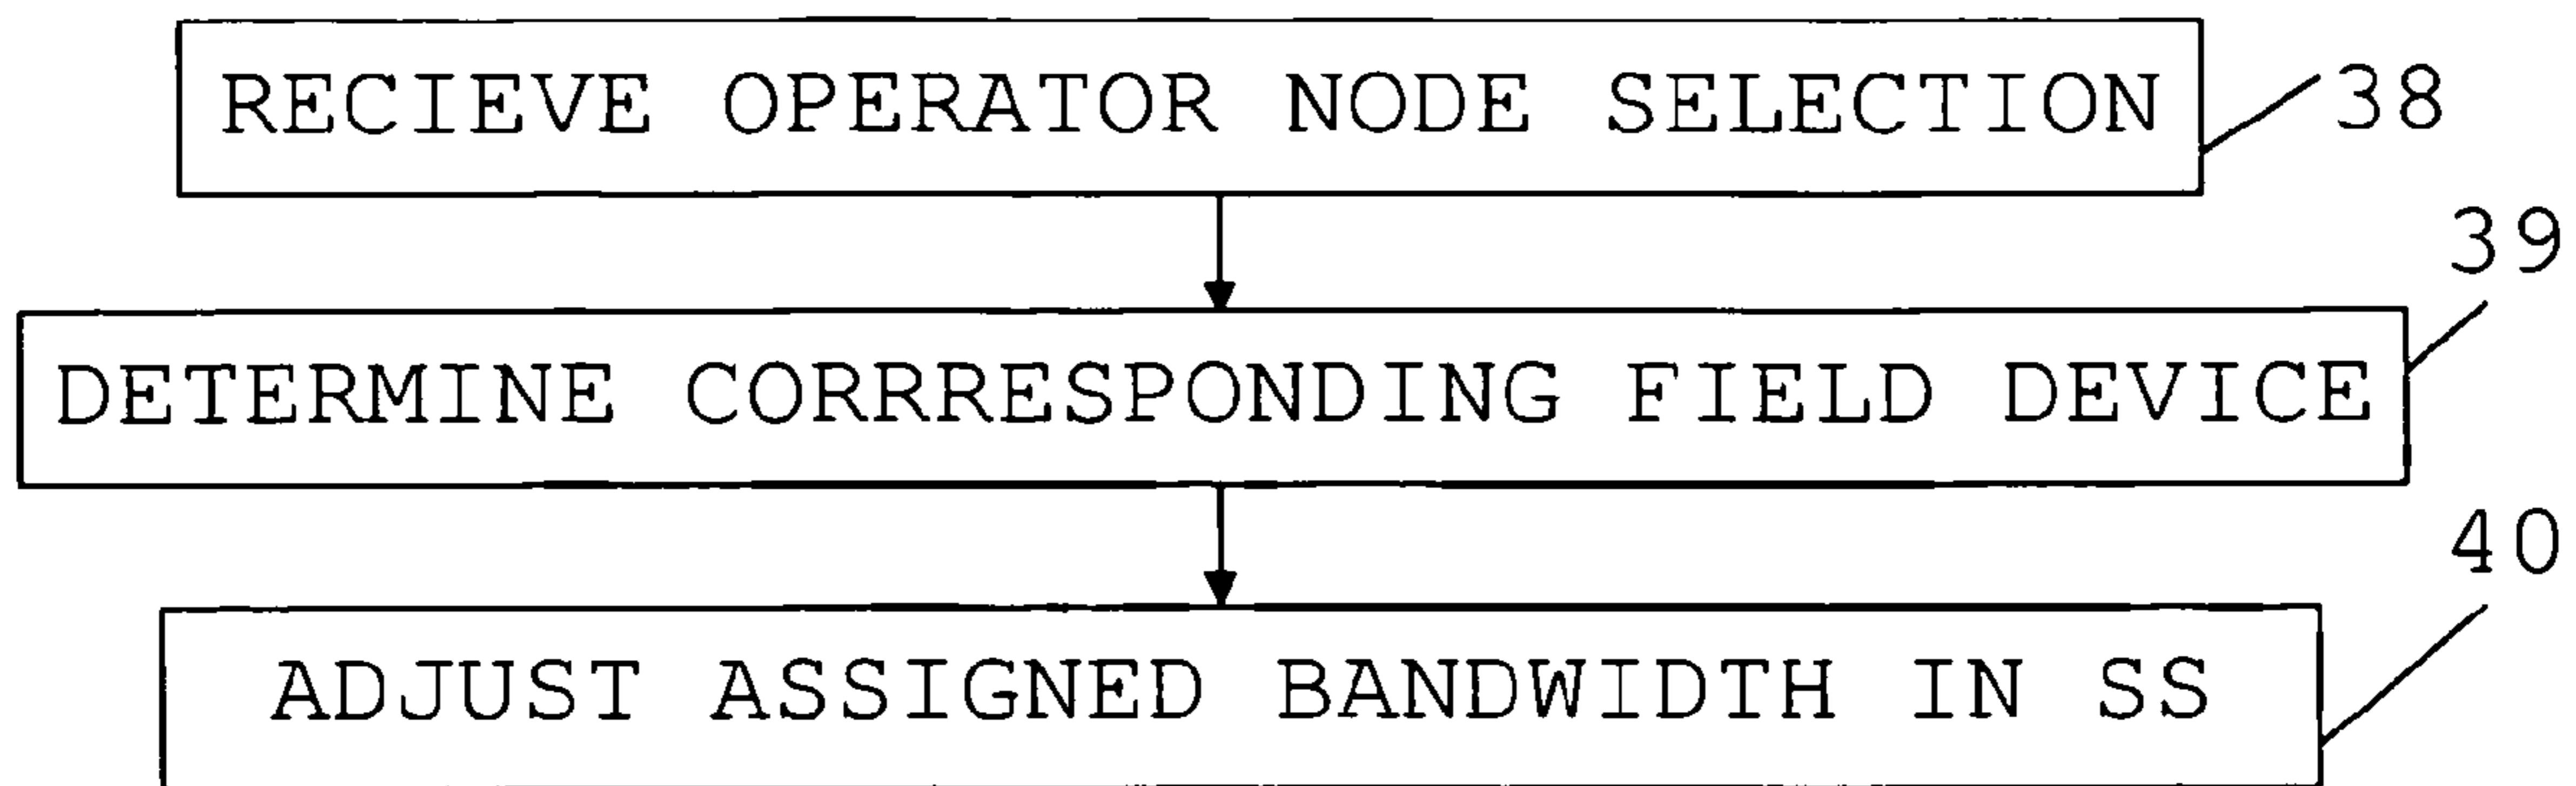 RECIEVE OPERATOR NODE SELECTION
38
39
DETERMINE CORRRESPONDING FIELD DEVICE
40
ADJUST ASSIGNED BANDWIDTH IN SS